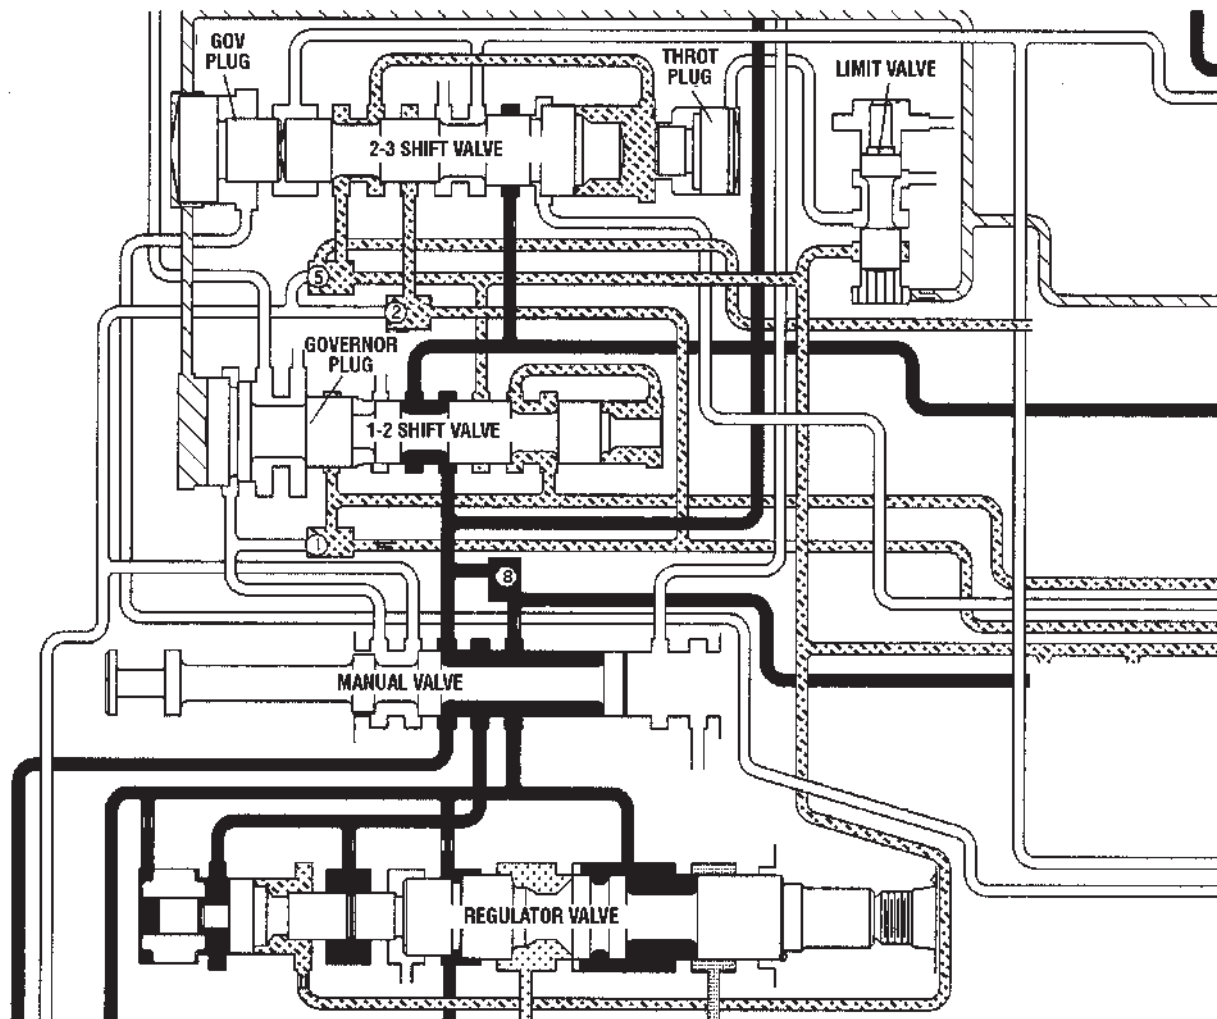 GOV
PLUG
THROT
PLUG
LIMIT VALVE
2-3 SHIFT VALVE
5
2
GOVERNOR
PLUG
1-2 SHIFT VALVE
1
8
MANUAL VALVE
REGULATOR VALVE